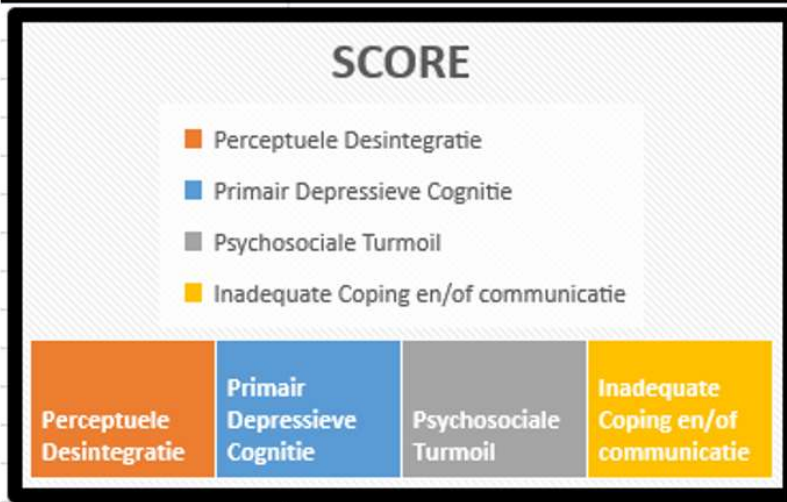 SCORE
Perceptuele Desintegratie
Primair Depressieve Cognitie
Psychosociale Turmoil
Inadequate Coping en/of communicatie
Perceptuele
Desintegratie
Primair
Depressieve
Cognitie
Psychosociale
Turmoil
Inadequate
Coping en/of
communicatie